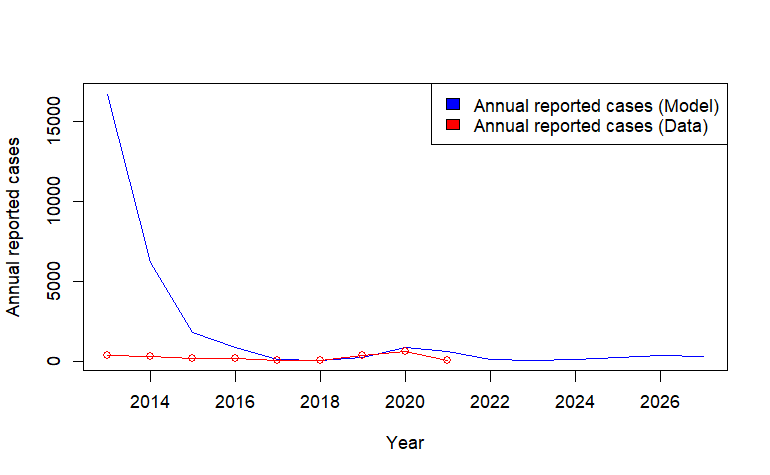 Annual reported cases (Model)
Annual reported cases (Data)
Annual reported cases
15000
10000
5000
0
2014 2016 2018 2020 2022 2024 2026
Year